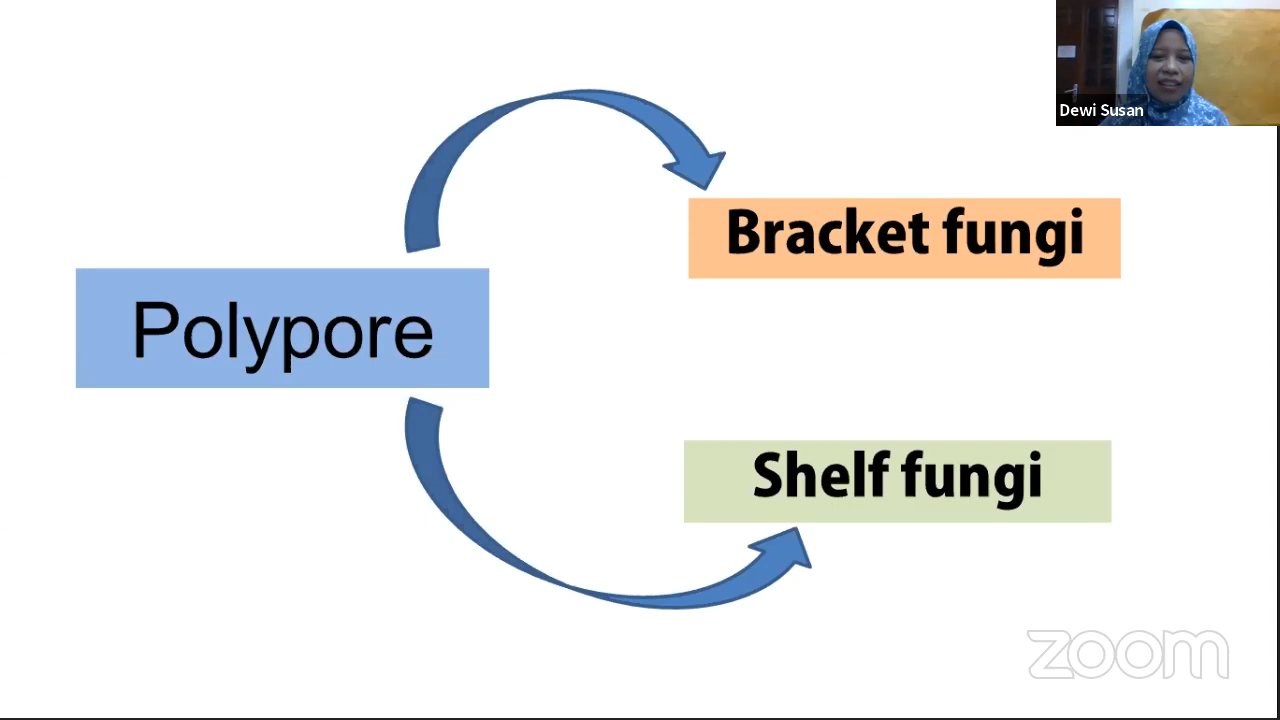 Dewi Susan
Bracket fungi
Polypore
Shelf fungi
zoom